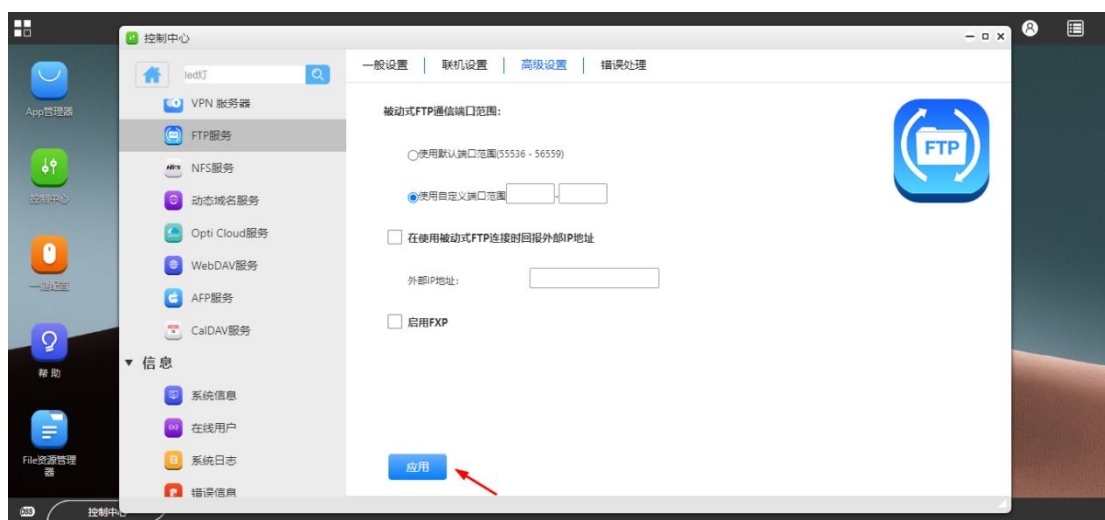 控制中心
一般设置 联机设置 高级设置 错误处理
led灯
App管理器
VPN 服务器
被动式FTP通信端口范围：
FTP服务
FTP
使用默认端口范围(55536 - 56559)
NFS服务
控制中心
动态域名服务
使用自定义端口范围 -
Opti Cloud服务
在使用被动式FTP连接时回报外部IP地址
WebDAV服务
外部IP地址：
AFP服务
启用FXP
CalDAV服务
信息
帮助
系统信息
在线用户
File资源管理器
系统日志
应用
错误信息
控制中心